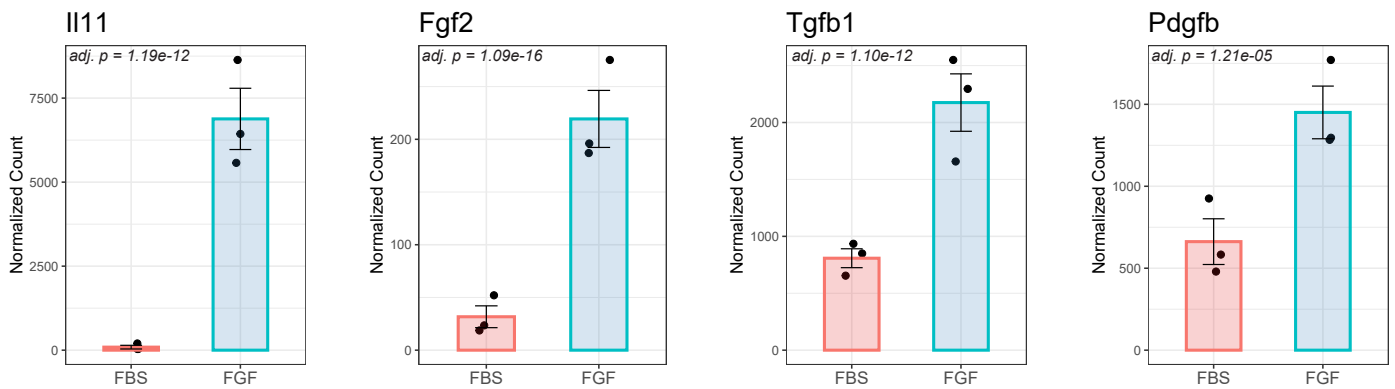 Il11
adj. p = 1.19e-12
Normalized Count
7500
5000
2500
0
FBS
FGF
Fgf2
adj. p = 1.09e-16
Normalized Count
200
100
0
FBS
FGF
Tgfb1
adj. p = 1.10e-12
Normalized Count
2000
1000
0
FBS
FGF
Pdgfb
adj. p = 1.21e-05
Normalized Count
1500
1000
500
0
FBS
FGF